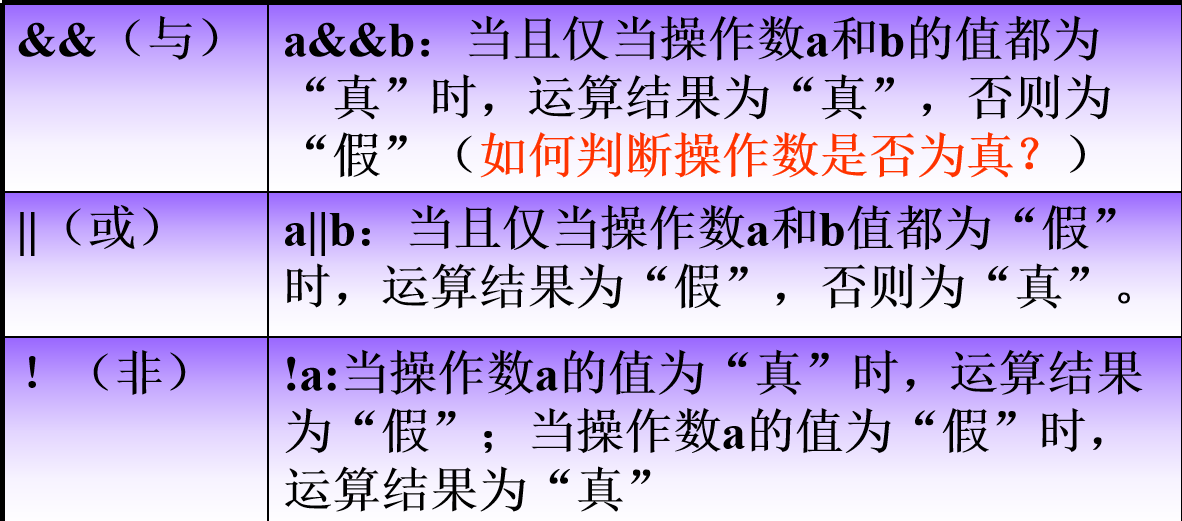 &&（与）
a&&b：当且仅当操作数a和b的值都为
“真”时，运算结果为“真”，否则为
“假”（如何判断操作数是否为真？）
||（或）
a||b：当且仅当操作数a和b值都为“假”
时，运算结果为“假”，否则为“真”。
！（非）
!a:当操作数a的值为“真”时，运算结果
为“假”；当操作数a的值为“假”时，
运算结果为“真”